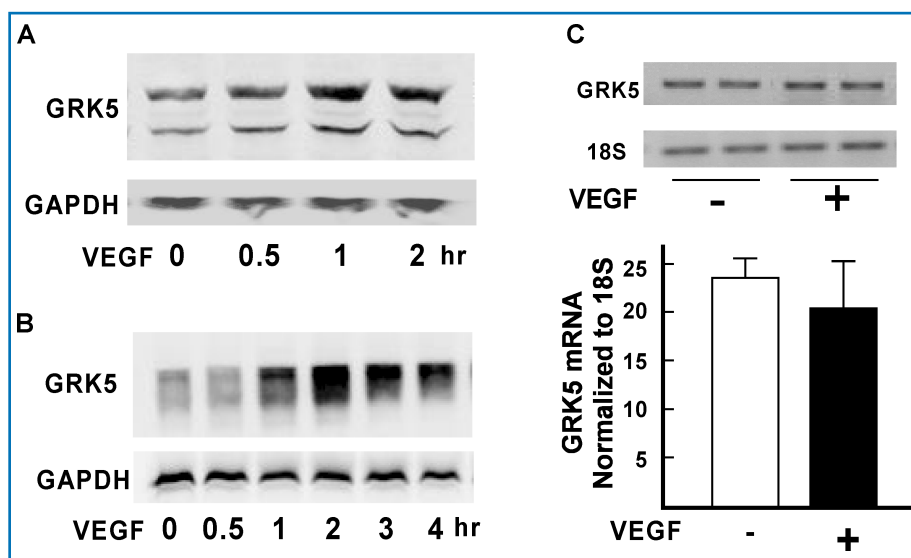 A
GRK5
GAPDH
VEGF 0 0.5 1 2 hr
B
GRK5
GAPDH
VEGF 0 0.5 1 2 3 4 hr
C
GRK5
18S
VEGF - +
GRK5 mRNA
Normalized to 18S
25
20
15
10
5
VEGF - +